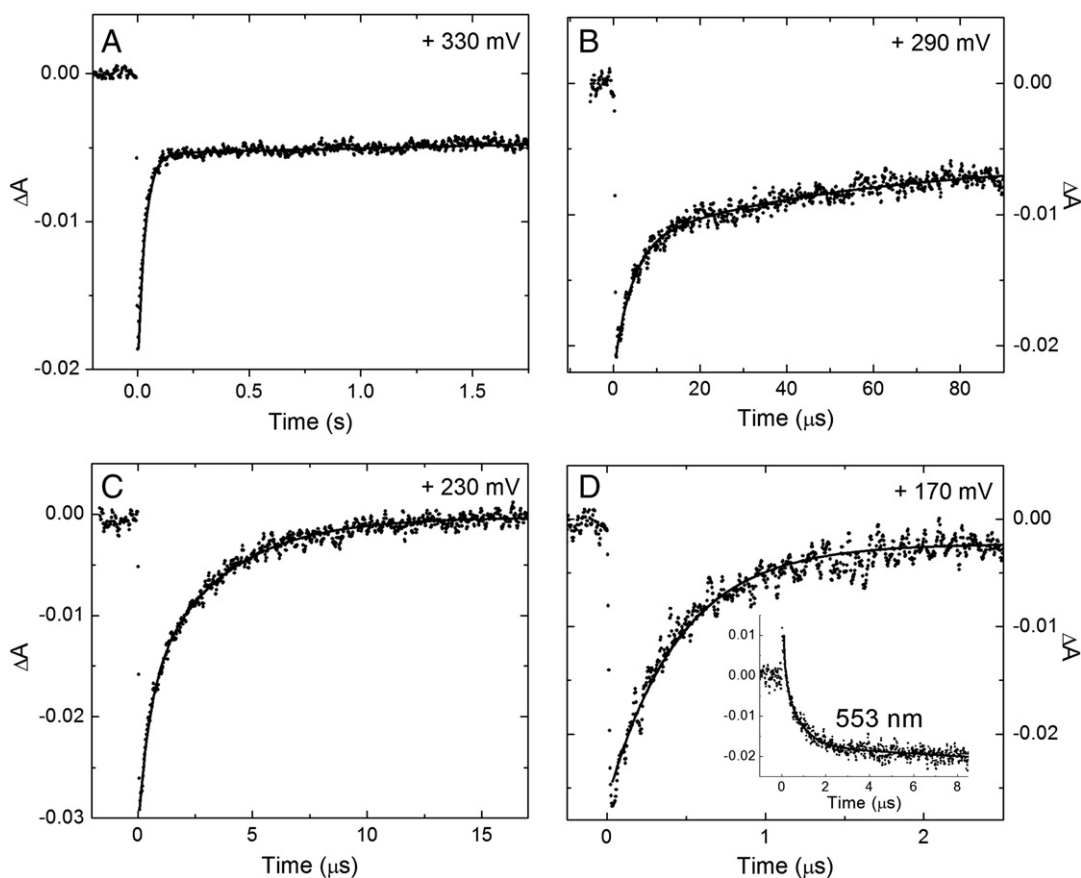 A
+ 330 mV
0.00
-0.01
-0.02
ΔA
0.0 0.5 1.0 1.5
Time (s)
B
+ 290 mV
0.00
-0.01
-0.02
ΔA
0 20 40 60 80
Time (μs)
C
+ 230 mV
0.00
-0.01
-0.02
-0.03
ΔA
0 5 10 15
Time (μs)
D
+ 170 mV
0.00
-0.01
-0.02
ΔA
0 1 2
Time (μs)
0.01
0.00
-0.01
-0.02
553 nm
0 2 4 6 8
Time (μs)